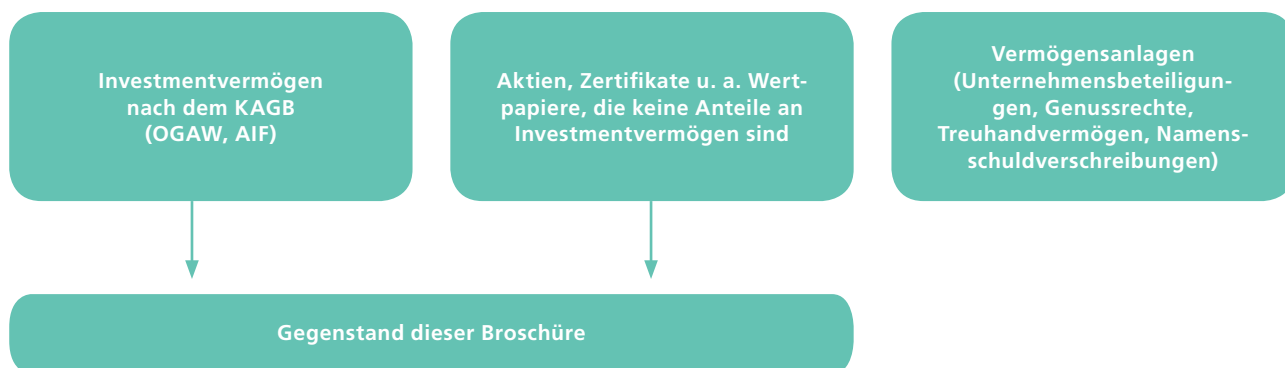 Investmentvermögen
nach dem KAGB
(OGAW, AIF)
Aktien, Zertifikate u. a. Wert-
papiere, die keine Anteile an
Investmentvermögen sind
Vermögensanlagen
(Unternehmensbeteiligun-
gen, Genussrechte,
Treuhandvermögen, Namens-
schuldverschreibungen)
Gegenstand dieser Broschüre